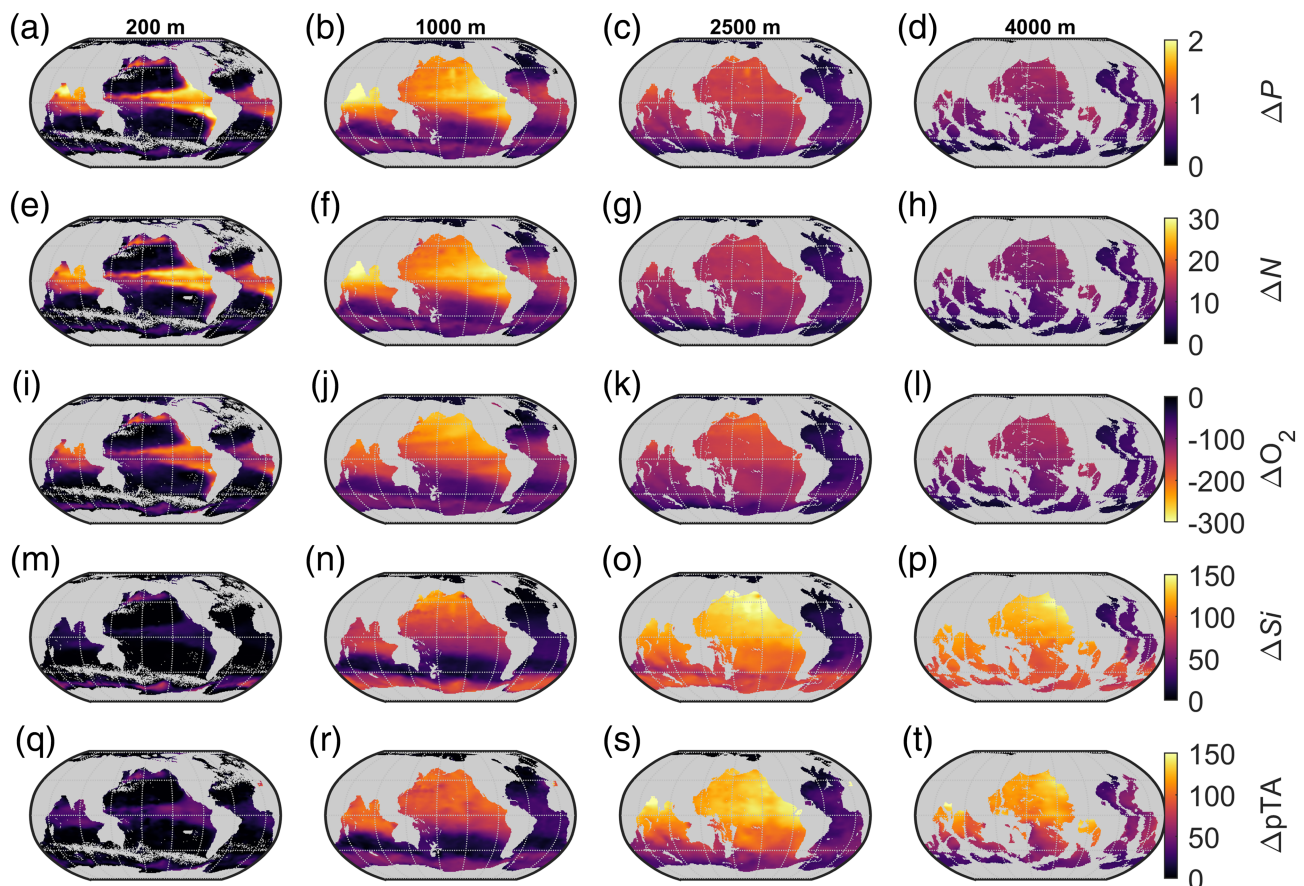 (a) 200 m (b) 1000 m (c) 2500 m (d) 4000 m
2
1
0
ΔP
(e) (f) (g) (h)
30
20
10
0
ΔN
(i) (j) (k) (l)
0
-100
-200
-300
ΔO₂
(m) (n) (o) (p)
150
100
50
0
ΔSi
(q) (r) (s) (t)
150
100
50
0
ΔpTA